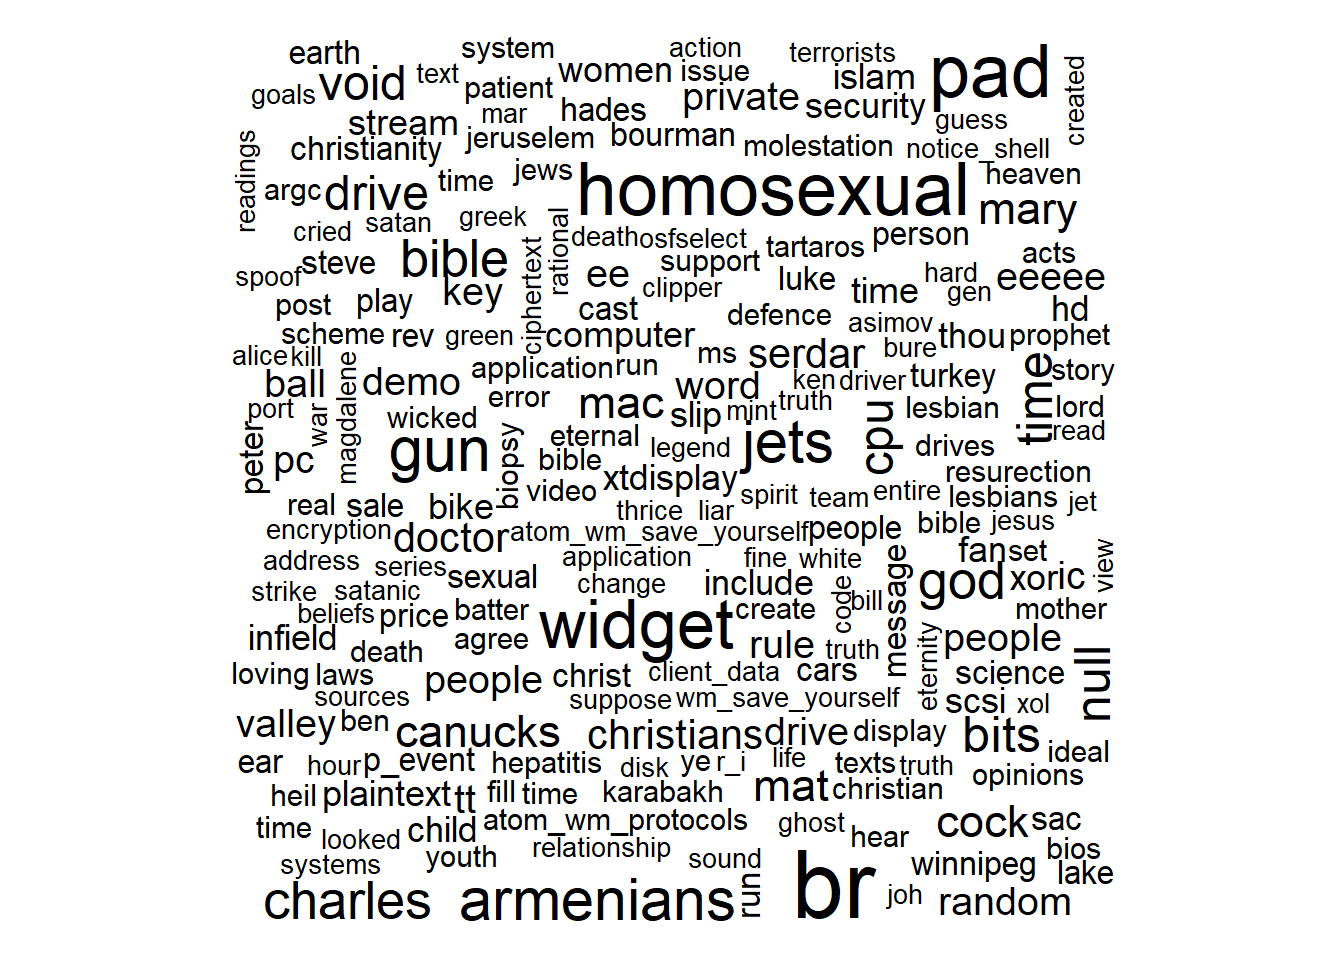 earth
system
action
terrorists
pad
goals
void
text
patient
women
issue
islam
created
mar
hades
private
security
stream
jeruselem
bourman
guess
christianity
molestation
notice_shell
readings
argc
drive
time
jews
homosexual
heaven
mary
cried
satan
greek
rational
death
osfselect
tartaros
person
acts
spoof
steve
bible
ciphertext
ee
support
luke
time
hard
eeeee
post
play
key
cast
clipper
gen
hd
scheme
rev
green
computer
defence
asimov
thou
prophet
alice
kill
application
run
ms
serdar
bure
time
story
ball
demo
error
mac
word
ken
driver
turkey
port
war
magdalene
wicked
slip
mint
truth
cpu
lesbian
lord
read
peter
pc
gun
biopsy
eternal
bible
legend
jets
drives
resurection
real
sale
bike
video
xtdisplay
spirit
team
entire
lesbians
jet
encryption
doctor
thrice
liar
atom_wm_save_yourself
people
bible
jesus
address
series
application
fine
white
message
fan
set
view
strike
satanic
sexual
change
include
code
bill
god
xoric
beliefs
price
batter
widget
create
mother
infield
death
agree
rule
truth
eternity
people
null
loving
laws
people
christ
client_data
cars
science
sources
suppose
wm_save_yourself
scsi
xol
valley
ben
canucks
christians
drive
display
bits
ideal
ear
hour
p_event
hepatitis
disk
ye
r_i
life
texts
truth
opinions
heil
plaintext
tt
fill
time
karabakh
mat
christian
time
looked
child
atom_wm_protocols
ghost
hear
cock
sac
systems
youth
relationship
sound
winnipeg
bios
lake
charles
armenians
run
br
joh
random